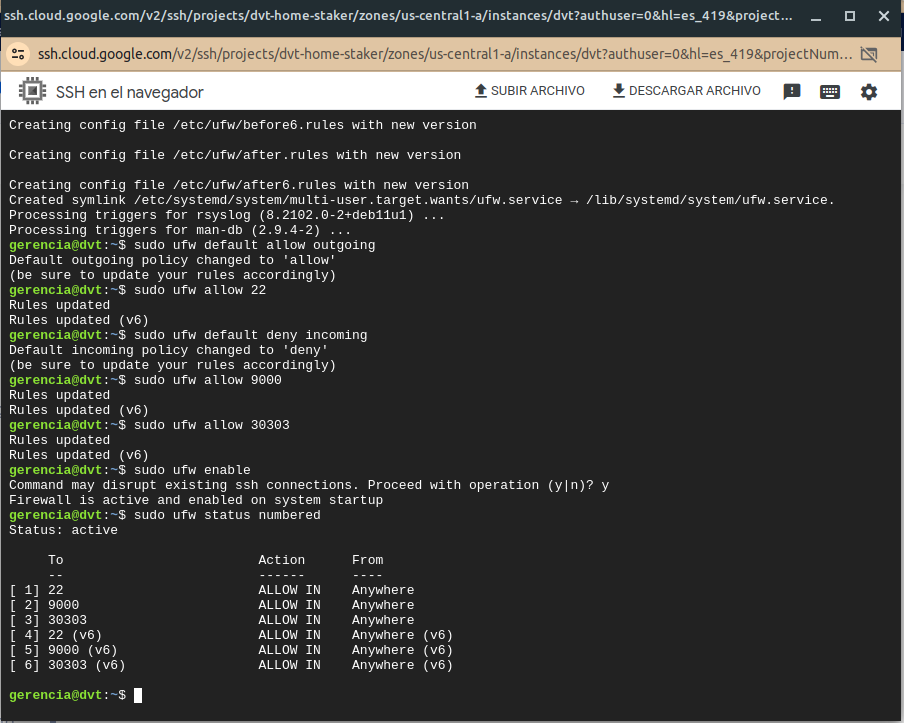 ssh.cloud.google.com/v2/ssh/projects/dvt-home-staker/zones/us-central1-a/instances/dvt?authuser=0&hl=es_419&project...
ssh.cloud.google.com/v2/ssh/projects/dvt-home-staker/zones/us-central1-a/instances/dvt?authuser=0&hl=es_419&projectNum...
SSH en el navegador
SUBIR ARCHIVO
DESCARGAR ARCHIVO
Creating config file /etc/ufw/before6.rules with new version
Creating config file /etc/ufw/after.rules with new version
Creating config file /etc/ufw/after6.rules with new version
Created symlink /etc/systemd/system/multi-user.target.wants/ufw.service → /lib/systemd/system/ufw.service.
Processing triggers for rsyslog (8.2102.0-2+deb11u1) ...
Processing triggers for man-db (2.9.4-2) ...
gerencia@dvt:~$ sudo ufw default allow outgoing
Default outgoing policy changed to 'allow'
(be sure to update your rules accordingly)
gerencia@dvt:~$ sudo ufw allow 22
Rules updated
Rules updated (v6)
gerencia@dvt:~$ sudo ufw default deny incoming
Default incoming policy changed to 'deny'
(be sure to update your rules accordingly)
gerencia@dvt:~$ sudo ufw allow 9000
Rules updated
Rules updated (v6)
gerencia@dvt:~$ sudo ufw allow 30303
Rules updated
Rules updated (v6)
gerencia@dvt:~$ sudo ufw enable
Command may disrupt existing ssh connections. Proceed with operation (y|n)? y
Firewall is active and enabled on system startup
gerencia@dvt:~$ sudo ufw status numbered
Status: active
     To                         Action      From
     --                         ------      ----
[ 1] 22                         ALLOW IN    Anywhere
[ 2] 9000                       ALLOW IN    Anywhere
[ 3] 30303                      ALLOW IN    Anywhere
[ 4] 22 (v6)                    ALLOW IN    Anywhere (v6)
[ 5] 9000 (v6)                  ALLOW IN    Anywhere (v6)
[ 6] 30303 (v6)                 ALLOW IN    Anywhere (v6)
gerencia@dvt:~$